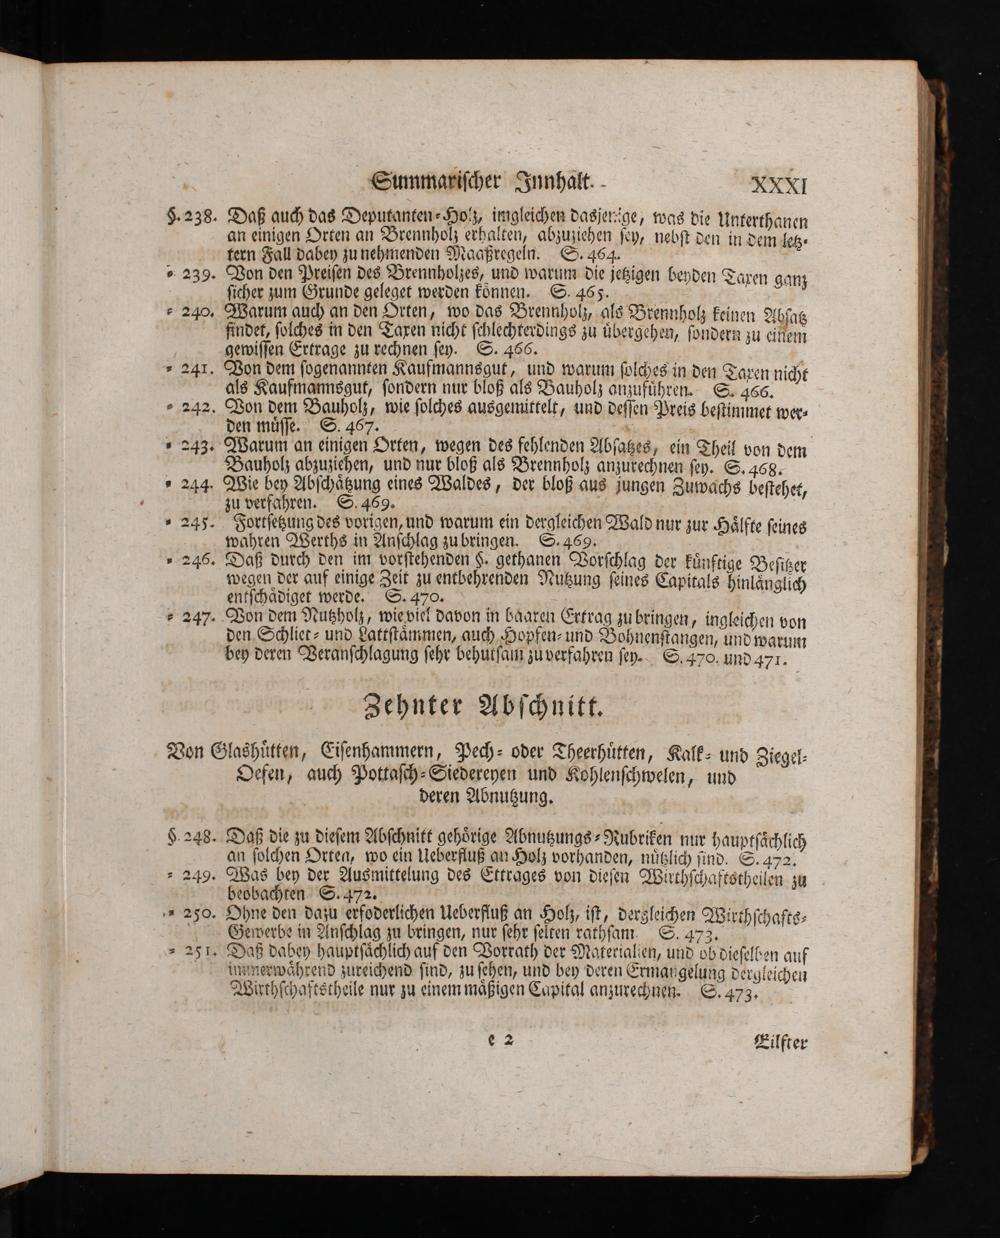 Summarischer Innhalt. XXXI
§. 238. Daß auch das Deputanten-Holz, imgleichen dasjenige, was die Unterthanen
an einigen Orten an Brennholz erhalten, abzuziehen sey, nebst den in dem letz-
tern Fall dabey zu nehmenden Maaßregeln. S. 464.
- 239. Von den Preisen des Brennholzes, und warum die jetzigen beyden Taxen ganz
sicher zum Grunde geleget werden können. S. 465.
- 240. Warum auch an den Orten, wo das Brennholz, als Brennholz keinen Absatz
findet, solches in den Taxen nicht schlechterdings zu übergehen, sondern zu einem
gewissen Ertrage zu rechnen sey. S. 466.
- 241. Von dem sogenannten Kaufmannsgut, und warum solches in den Taxen nicht
als Kaufmannsgut, sondern nur bloß als Bauholz anzuführen. S. 466.
- 242. Von dem Bauholz, wie solches ausgemittelt, und dessen Preis bestimmet wer-
den müsse. S. 467.
- 243. Warum an einigen Orten, wegen des fehlenden Absatzes, ein Theil von dem
Bauholz abzuziehen, und nur bloß als Brennholz anzurechnen sey. S. 468.
- 244. Wie bey Abschätzung eines Waldes, der bloß aus jungen Zuwachs bestehet,
zu verfahren. S. 469.
- 245. Fortsetzung des vorigen, und warum ein dergleichen Wald nur zur Hälfte seines
wahren Werths in Anschlag zu bringen. S. 469.
- 246. Daß durch den im vorstehenden §. gethanen Vorschlag der künftige Besitzer
wegen der auf einige Zeit zu entbehrenden Nutzung seines Capitals hinlänglich
entschädiget werde. S. 470.
- 247. Von dem Nutzholz, wie viel davon in baaren Ertrag zu bringen, ingleichen von
den Schliet- und Lattstämmen, auch Hopfen- und Bohnenstangen, und warum
bey deren Veranschlagung sehr behutsam zu verfahren sey. S. 470. und 471.
Zehnter Abschnitt.
Von Glashütten, Eisenhammern, Pech- oder Theerhütten, Kalk- und Ziegel-
Oefen, auch Pottasch-Siedereyen und Kohlenschwelen, und
deren Abnutzung.
§. 248. Daß die zu diesem Abschnitt gehörige Abnutzungs-Rubriken nur hauptsächlich
an solchen Orten, wo ein Ueberfluß an Holz vorhanden, nützlich sind. S. 472.
- 249. Was bey der Ausmittelung des Ettrages von diesen Wirthschaftstheilen zu
beobachten S. 472.
- 250. Ohne den dazu erfoderlichen Ueberfluß an Holz, ist, dergleichen Wirthschafts-
Gewerbe in Anschlag zu bringen, nur sehr selten rathsam S. 473.
- 251. Daß dabey hauptsächlich auf den Vorrath der Materialien, und ob dieselben auf
immerwährend zureichend sind, zu sehen, und bey deren Ermangelung dergleichen
Wirthschaftstheile nur zu einem mäßigen Capital anzurechnen. S. 473.
e 2 Eilfter